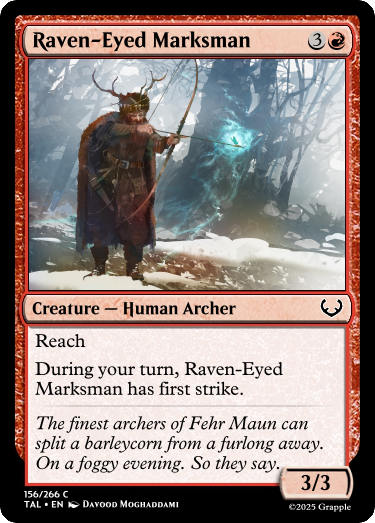 Raven-Eyed Marksman 3
Creature — Human Archer
Reach
During your turn, Raven-Eyed
Marksman has first strike.
The finest archers of Fehr Maun can
split a barleycorn from a furlong away.
On a foggy evening. So they say.
3/3
156/266 C
TAL • EN Davood Moghaddami
©2025 Grapple